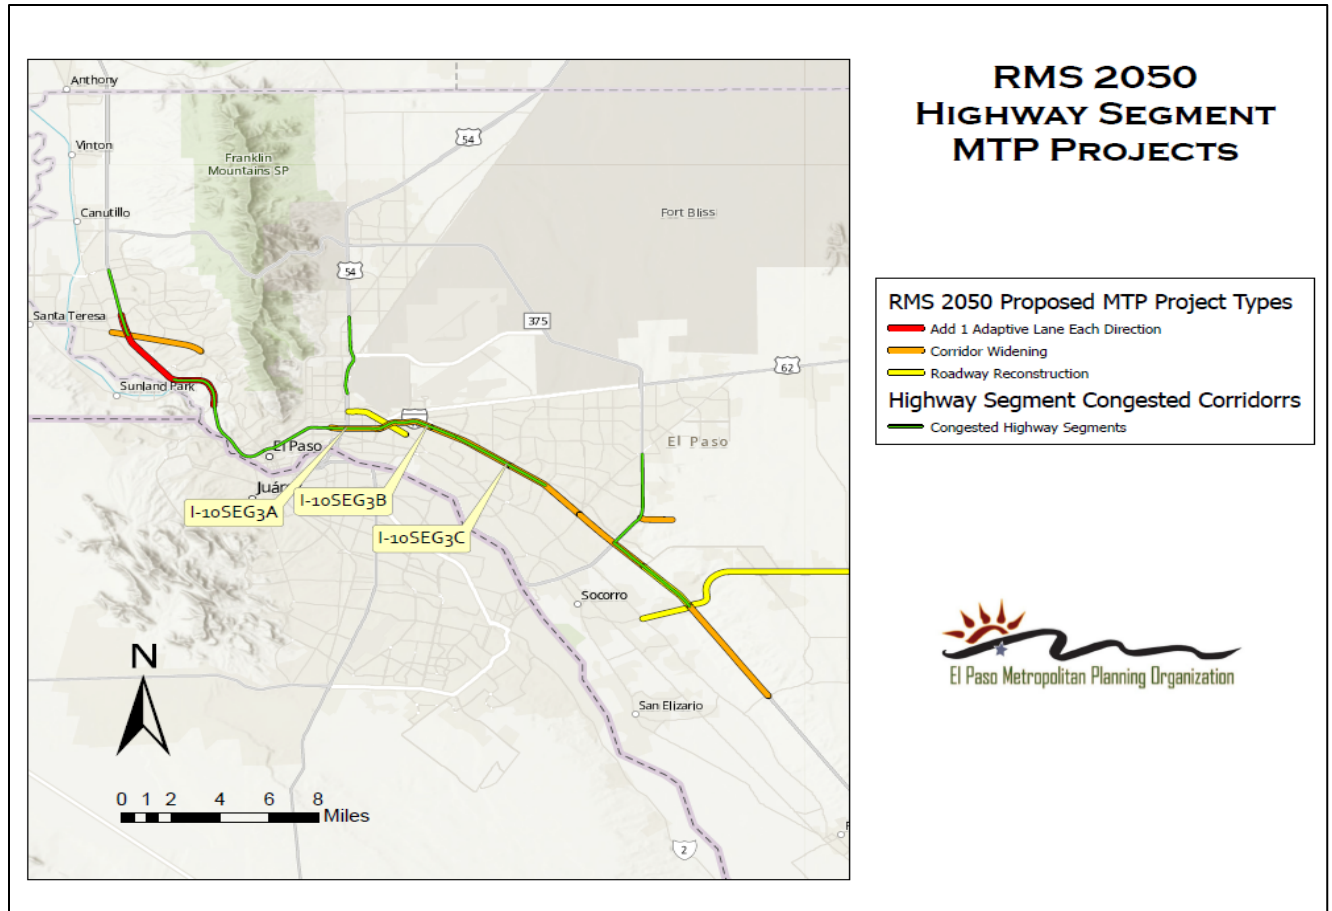 RMS 2050
Highway Segment
MTP Projects
Anthony
Vinton
Franklin
Mountains SP
54
Canutillo
Fort Bliss
54
Santa Teresa
375
62
Sunland Park
El Paso
El Paso
Juár
I-10SEG3A
I-10SEG3B
I-10SEG3C
Socorro
San Elizario
2
N
0 1 2 4 6 8
Miles
RMS 2050 Proposed MTP Project Types
Add 1 Adaptive Lane Each Direction
Corridor Widening
Roadway Reconstruction
Highway Segment Congested Corridorrs
Congested Highway Segments
El Paso Metropolitan Planning Organization